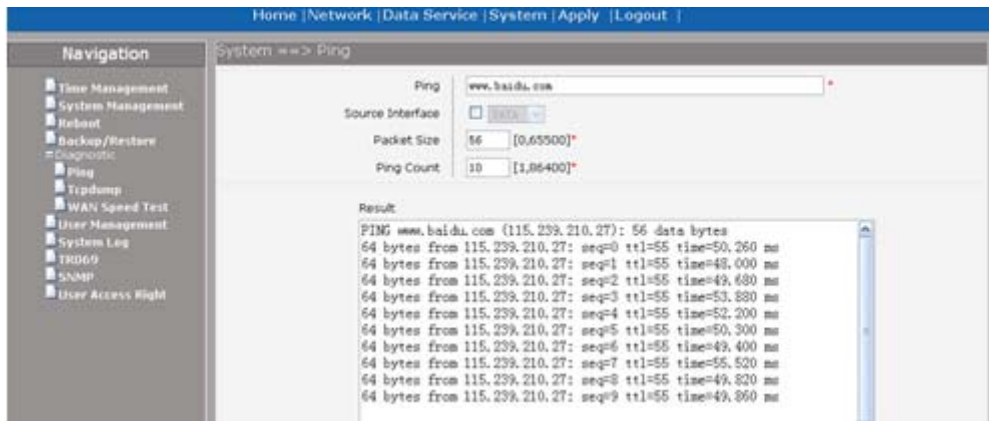 Home |Network |Data Service |System |Apply |Logout |
Navigation
System ==> Ping
Time Management
System Management
Reboot
Backup/Restore
Diagnostic
Ping
Tcpdump
WAN Speed Test
User Management
System Log
TR069
SNMP
User Access Right
Ping www.baidu.com *
Source Interface DATA
Packet Size 56 [0,65500]*
Ping Count 10 [1,86400]*
Result
PING www.baidu.com (115.239.210.27): 56 data bytes
64 bytes from 115.239.210.27: seq=0 ttl=55 time=50.260 ms
64 bytes from 115.239.210.27: seq=1 ttl=55 time=48.000 ms
64 bytes from 115.239.210.27: seq=2 ttl=55 time=49.680 ms
64 bytes from 115.239.210.27: seq=3 ttl=55 time=53.880 ms
64 bytes from 115.239.210.27: seq=4 ttl=55 time=52.200 ms
64 bytes from 115.239.210.27: seq=5 ttl=55 time=50.300 ms
64 bytes from 115.239.210.27: seq=6 ttl=55 time=49.400 ms
64 bytes from 115.239.210.27: seq=7 ttl=55 time=55.520 ms
64 bytes from 115.239.210.27: seq=8 ttl=55 time=49.820 ms
64 bytes from 115.239.210.27: seq=9 ttl=55 time=49.860 ms